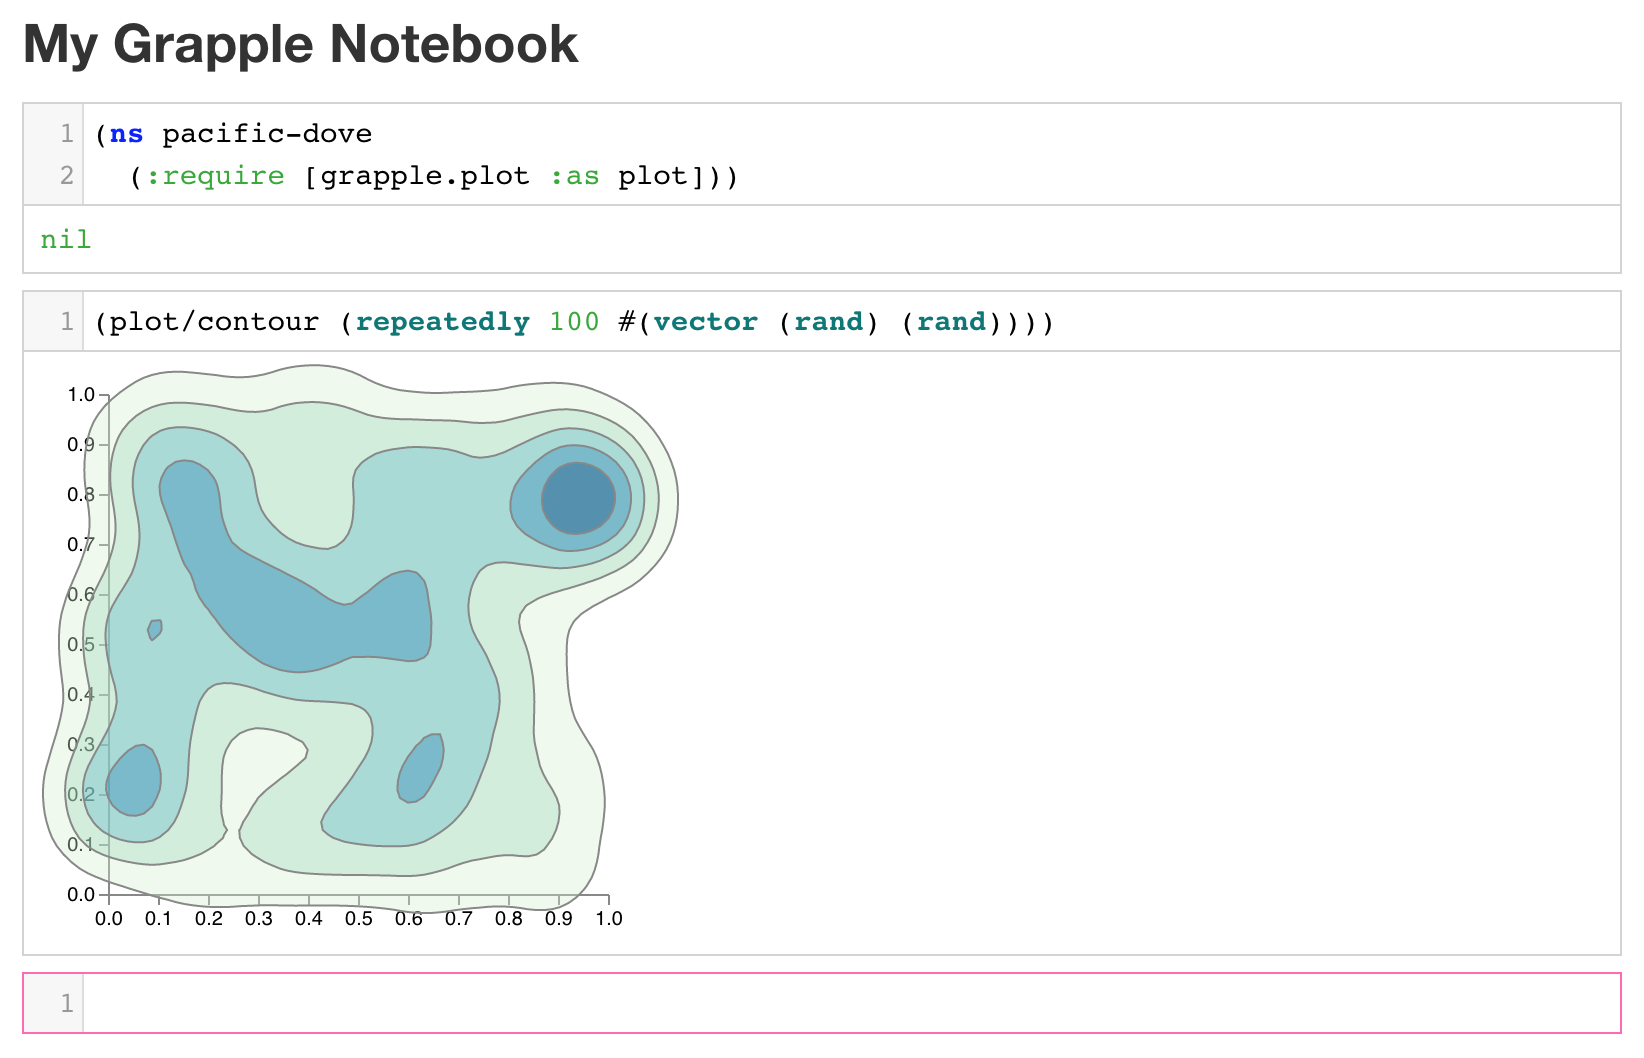 My Grapple Notebook
1 (ns pacific-dove
2   (:require [grapple.plot :as plot]))
nil
1 (plot/contour (repeatedly 100 #(vector (rand) (rand))))
1.0
0.9
0.8
0.7
0.6
0.5
0.4
0.3
0.2
0.1
0.0
0.0 0.1 0.2 0.3 0.4 0.5 0.6 0.7 0.8 0.9 1.0
1